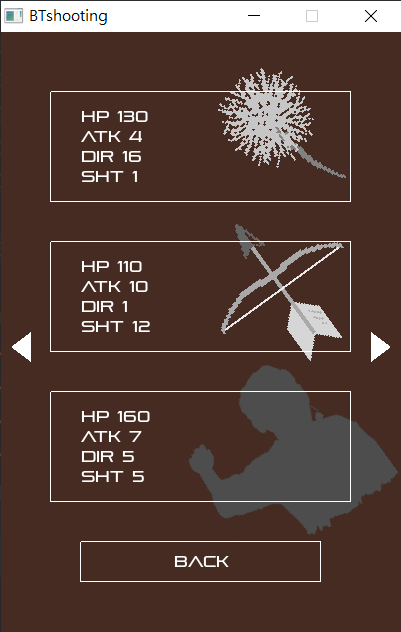 BTshooting
HP 130
ATK 4
DIR 16
SHT 1
HP 110
ATK 10
DIR 1
SHT 12
HP 160
ATK 7
DIR 5
SHT 5
BACK